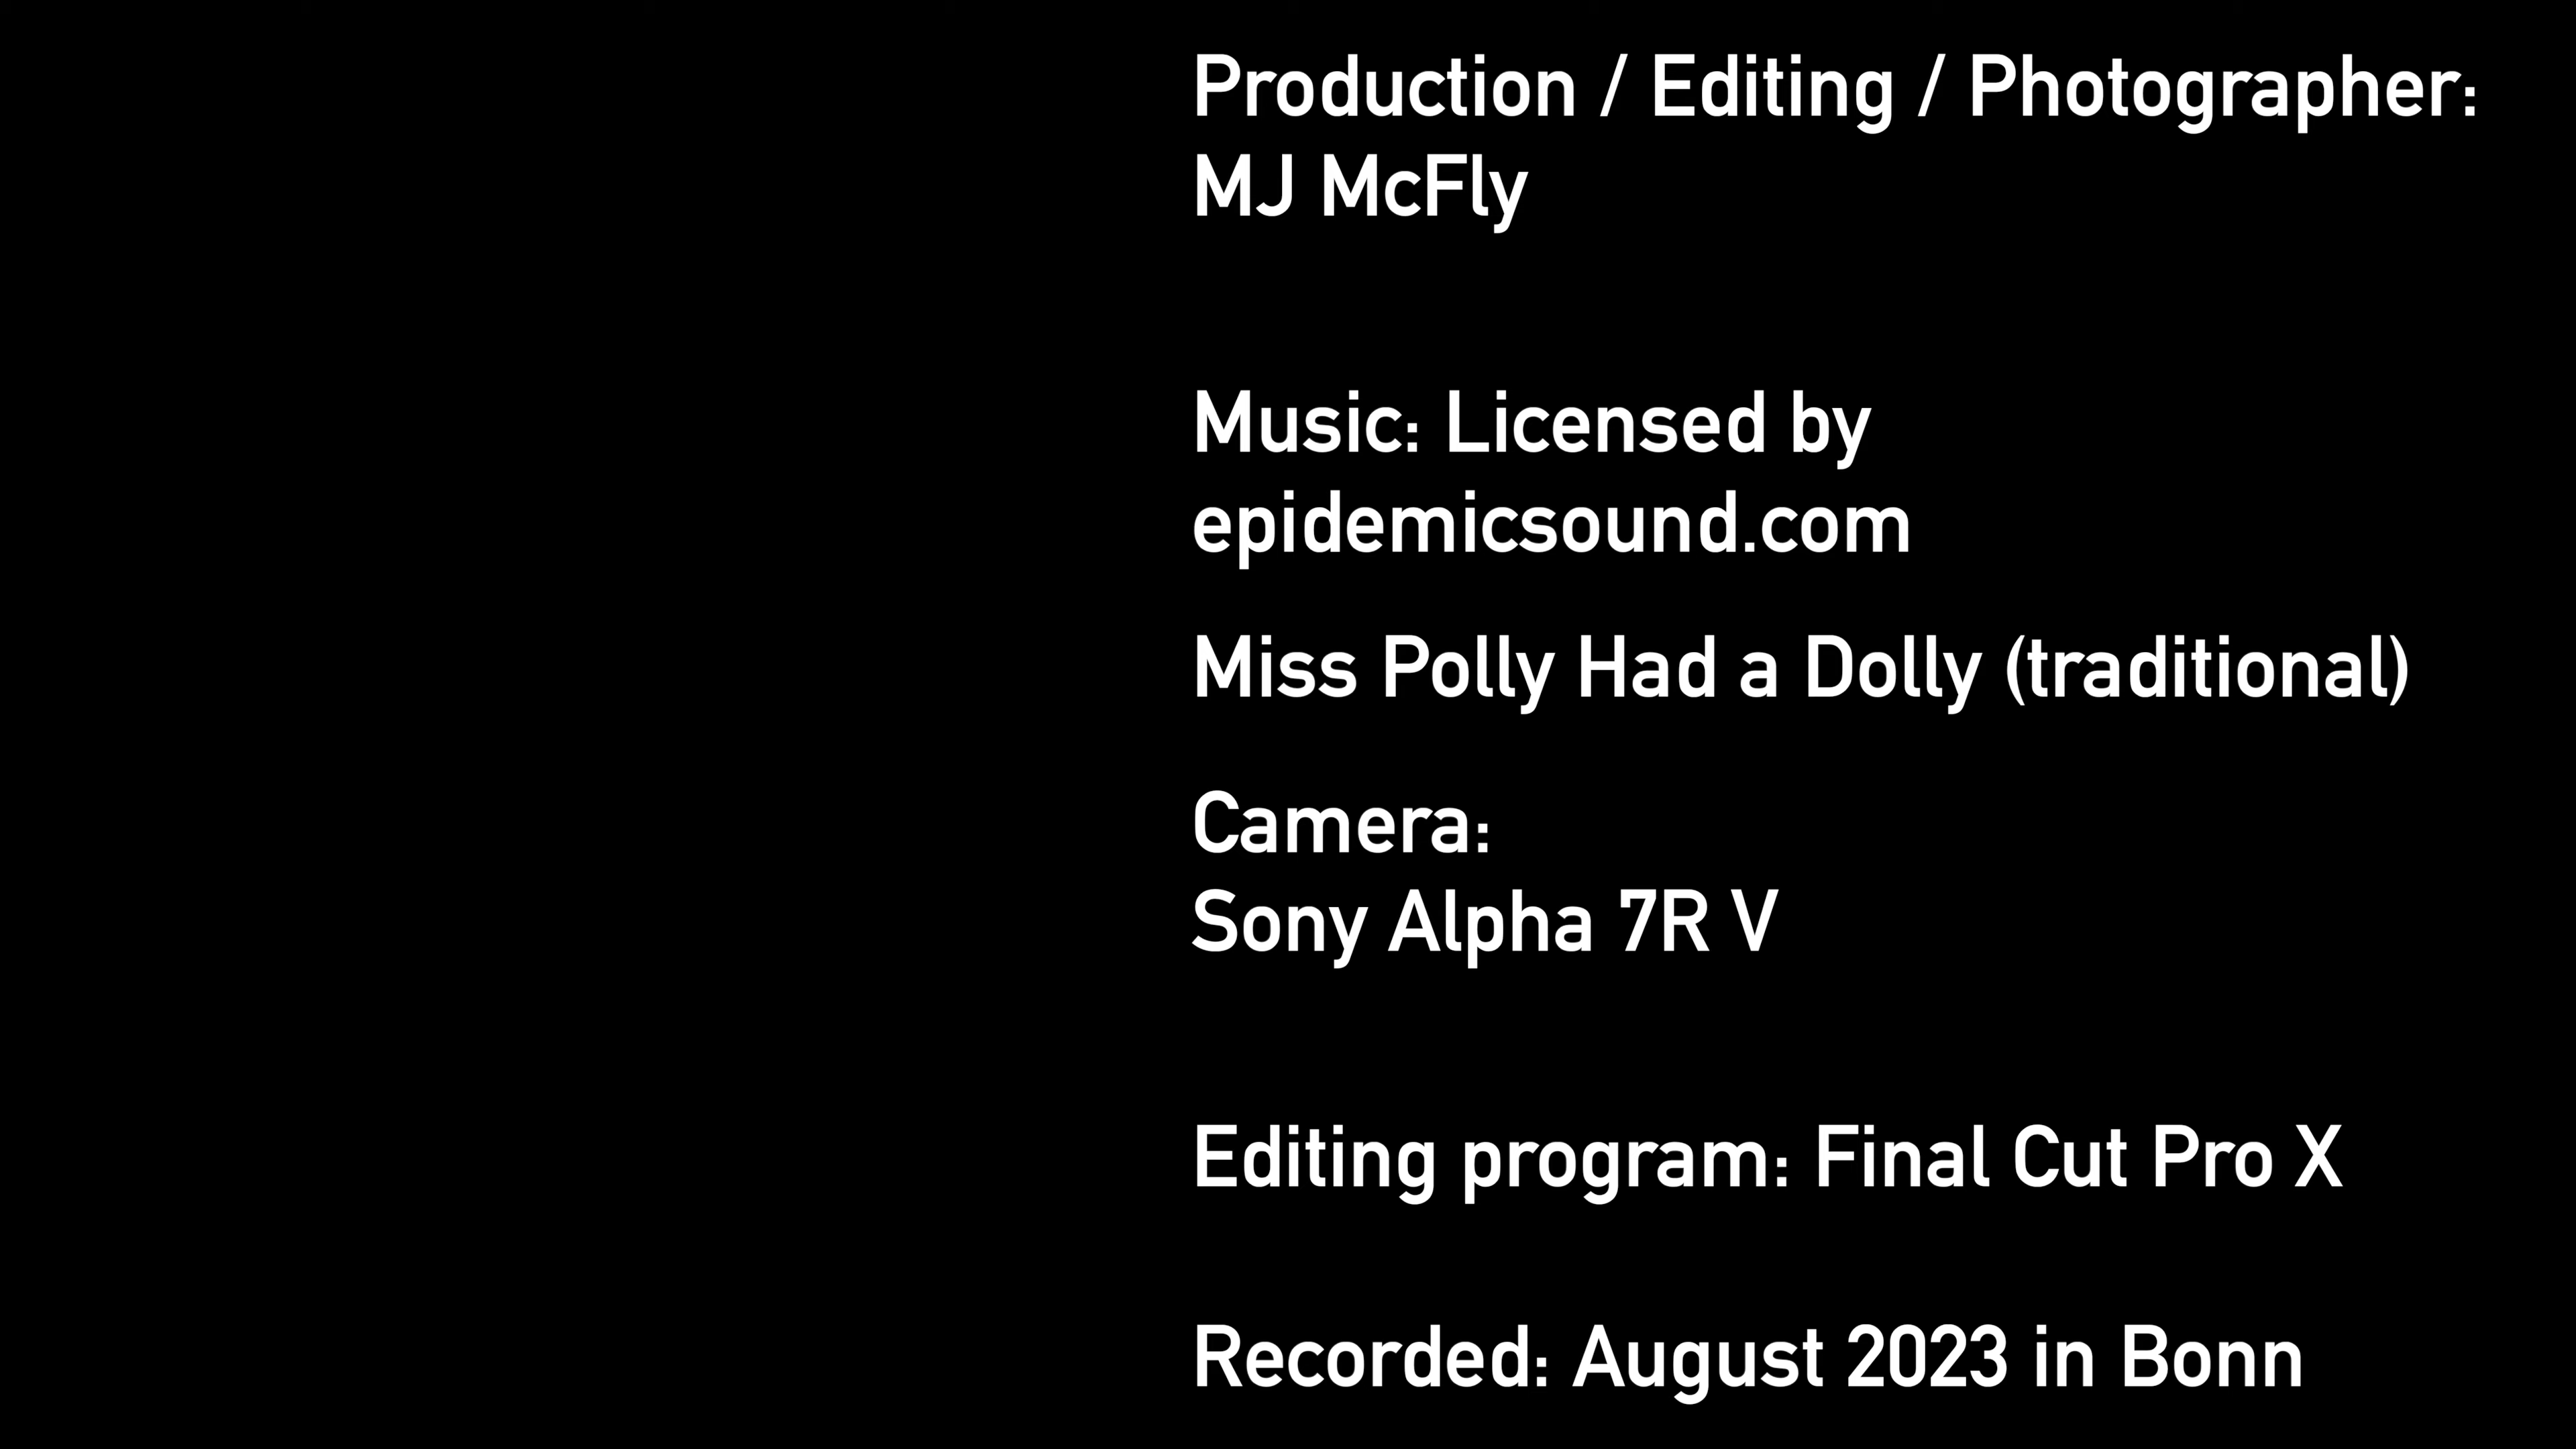 Production / Editing / Photographer:
MJ McFly
Music: Licensed by
epidemicsound.com
Miss Polly Had a Dolly (traditional)
Camera:
Sony Alpha 7R V
Editing program: Final Cut Pro X
Recorded: August 2023 in Bonn